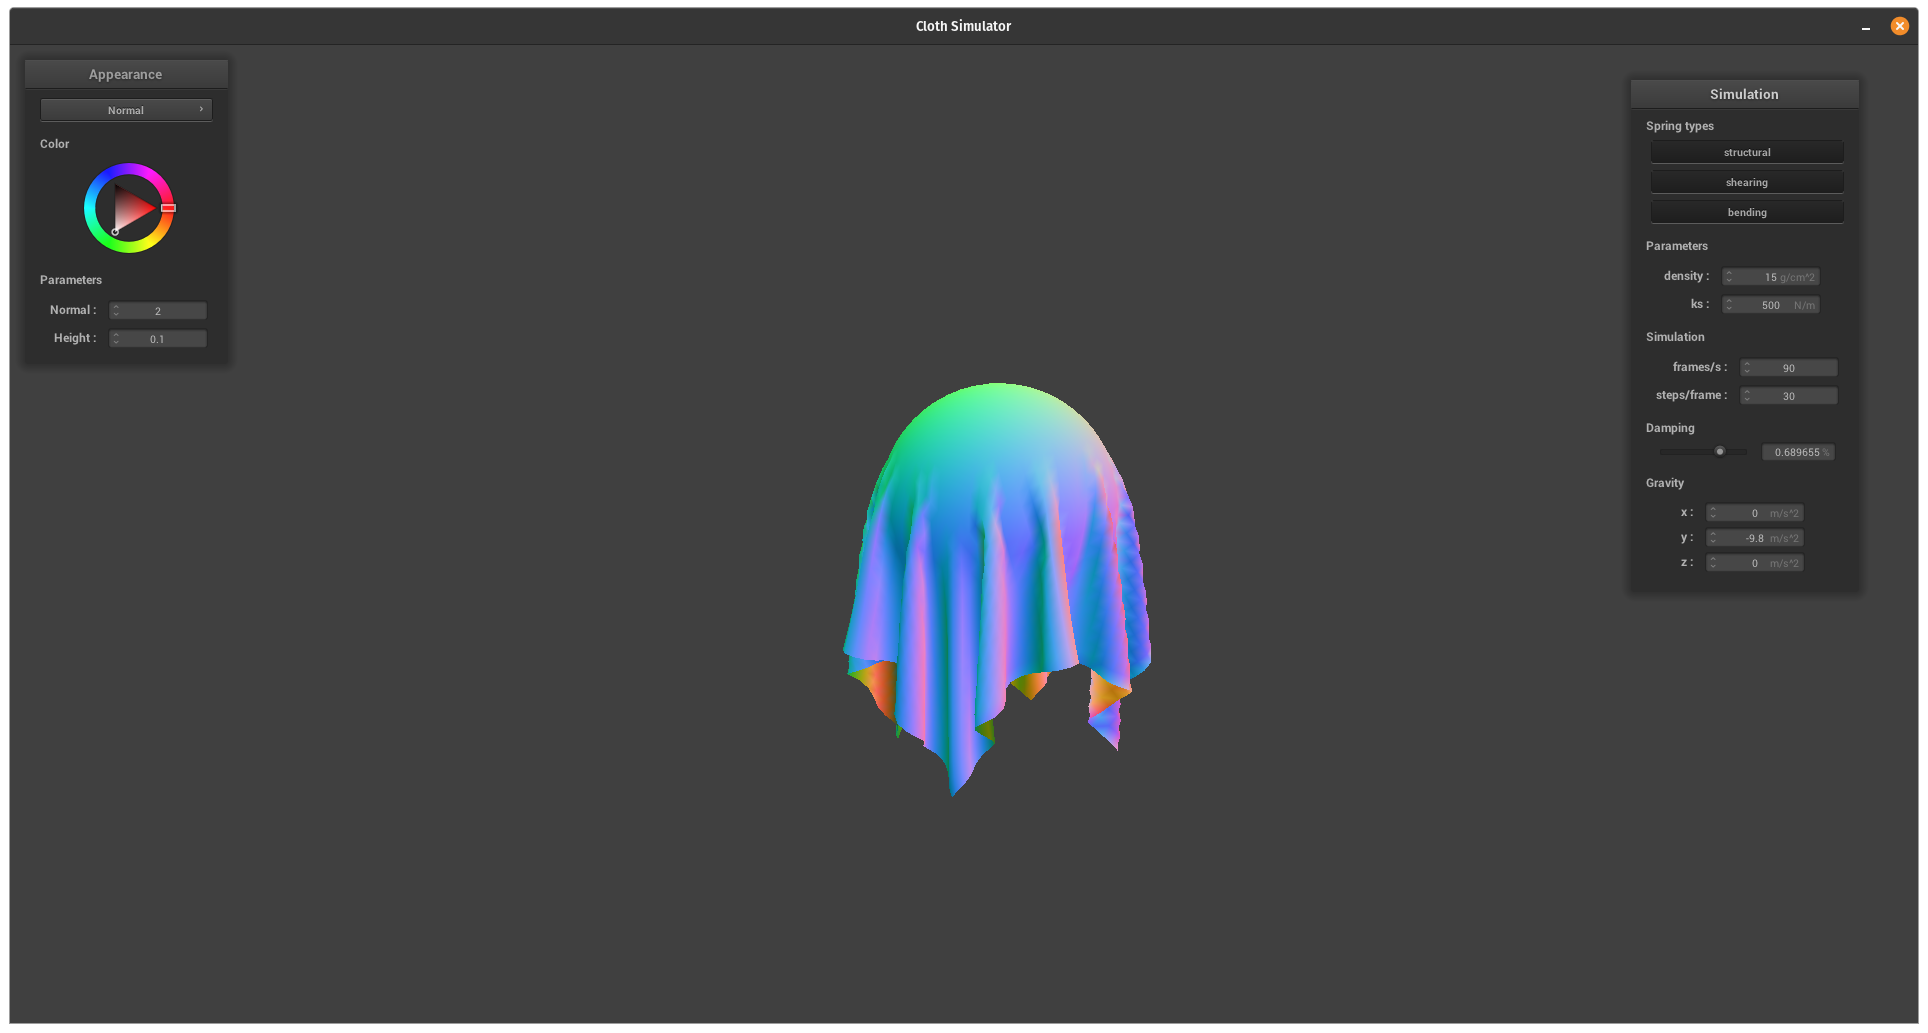 Cloth Simulator
Appearance
Normal
Color
Parameters
Normal : 2
Height : 0.1
Simulation
Spring types
structural
shearing
bending
Parameters
density : 15 g/cm^2
ks : 500 N/m
Simulation
frames/s : 90
steps/frame : 30
Damping
0.689655 %
Gravity
x : 0 m/s^2
y : -9.8 m/s^2
z : 0 m/s^2